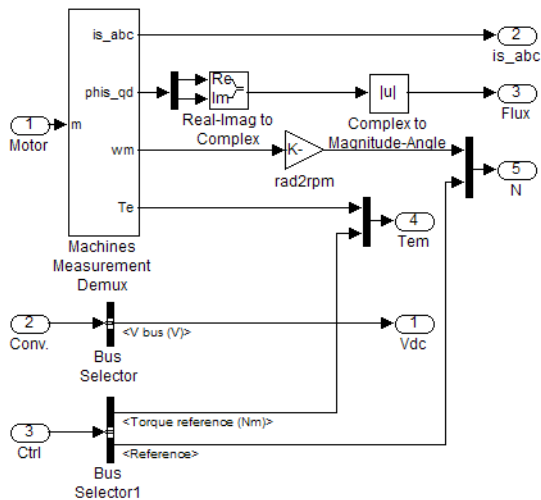 is_abc
2
is_abc
phis_qd
Re
Im
|u|
3
Flux
1
m
Motor
Real-Imag to
Complex
Complex to
Magnitude-Angle
wm
K-
rad2rpm
5
N
Te
4
Tem
Machines
Measurement
Demux
2
Conv.
<V bus (V)>
1
Vdc
Bus
Selector
3
Ctrl
<Torque reference (Nm)>
<Reference>
Bus
Selector1